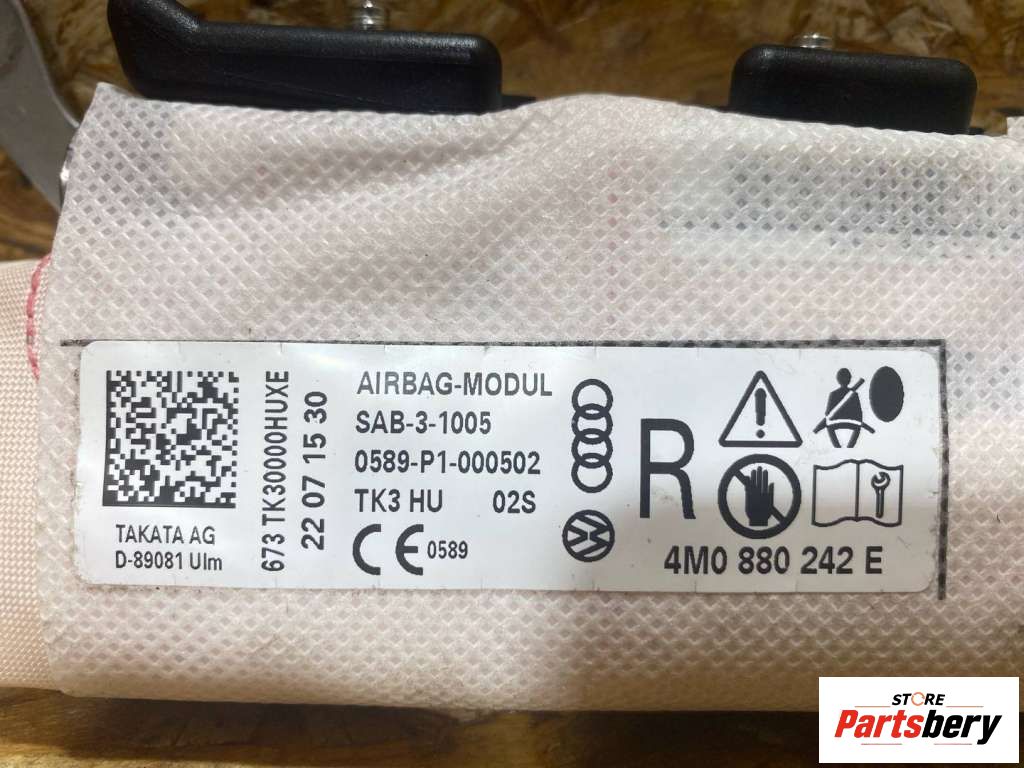 AIRBAG-MODUL
SAB-3-1005
0589-P1-000502
TK3 HU 02S
CE 0589
673 TK30000HUXE
22 07 15 30
TAKATA AG
D-89081 Ulm
R
4M0 880 242 E
STORE
Partsbery